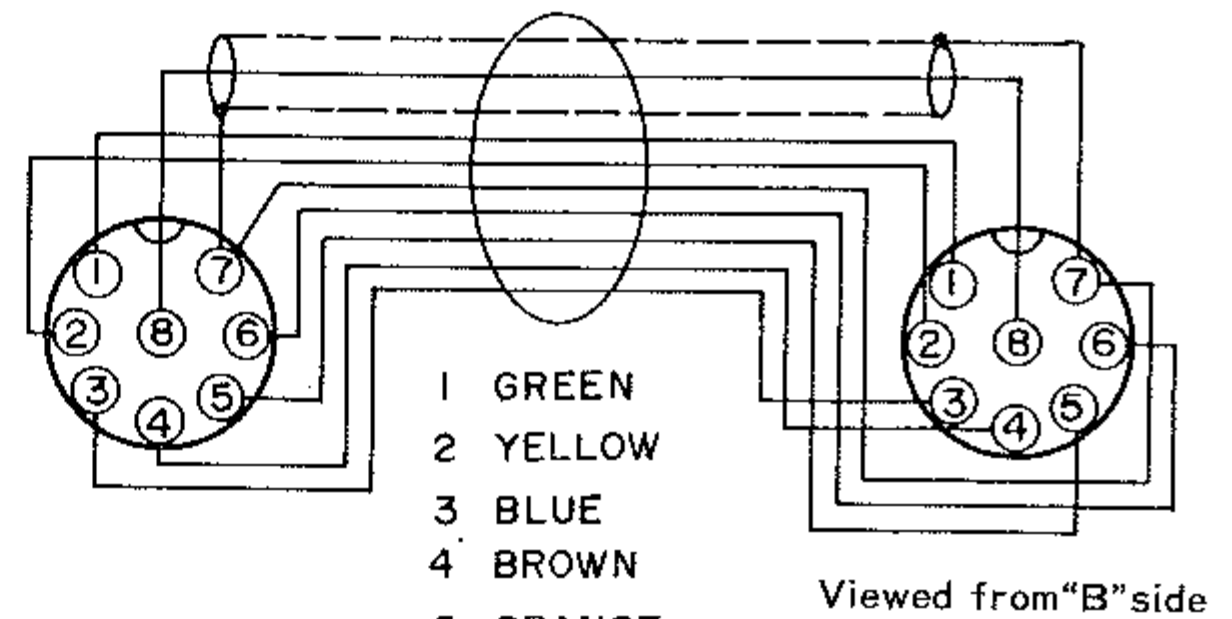 1 7
2 8 6
3 5
4
1 7
2 8 6
3 5
4
1 GREEN
2 YELLOW
3 BLUE
4 BROWN
Viewed from "B" side